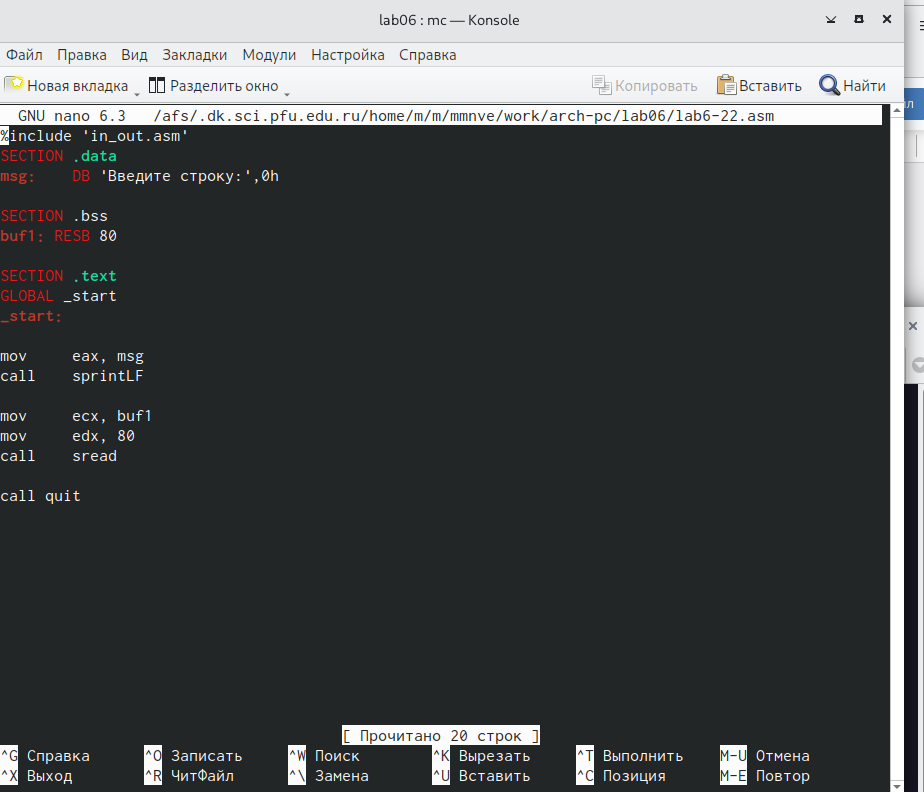 lab06 : mc — Konsole
Файл Правка Вид Закладки Модули Настройка Справка
Новая вкладка Разделить окно Копировать Вставить Найти
GNU nano 6.3 /afs/.dk.sci.pfu.edu.ru/home/m/m/mmnve/work/arch-pc/lab06/lab6-22.asm
%include 'in_out.asm'
SECTION .data
msg: DB 'Введите строку:',0h
SECTION .bss
buf1: RESB 80
SECTION .text
GLOBAL _start
_start:
mov eax, msg
call sprintLF
mov ecx, buf1
mov edx, 80
call sread
call quit
[ Прочитано 20 строк ]
^G Справка ^O Записать ^W Поиск ^K Вырезать ^T Выполнить M-U Отмена
^X Выход ^R ЧитФайл ^\ Замена ^U Вставить ^C Позиция M-E Повтор